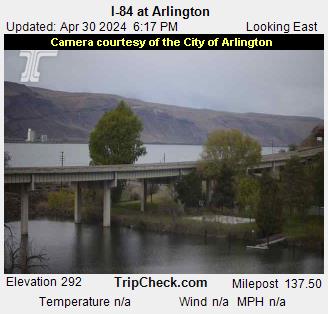 I-84 at Arlington
Updated: Apr 30 2024 6:17 PM Looking East
Camera courtesy of the City of Arlington
Elevation 292 TripCheck.com Milepost 137.50
Temperature n/a Wind n/a MPH n/a